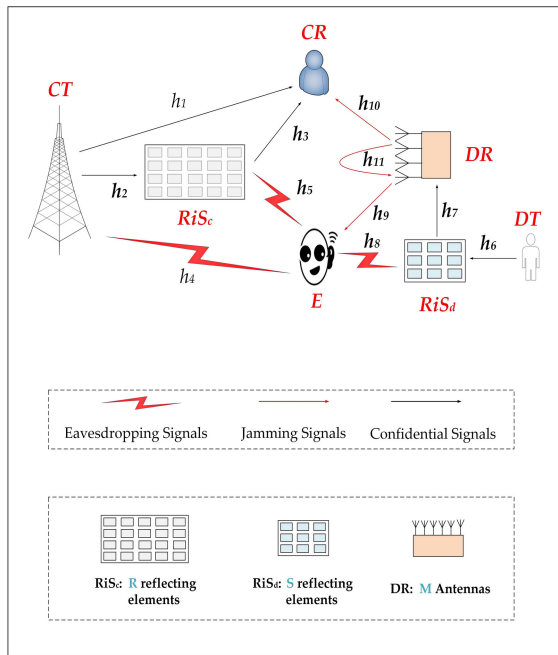 CR
CT
h1
h10
h3
h11
DR
h2
h5
h9
h7
RiSc
DT
h8
h6
h4
E
RiSd
Eavesdropping Signals
Jamming Signals
Confidential Signals
RiSc: R reflecting
elements
RiSd: S reflecting
elements
DR: M Antennas